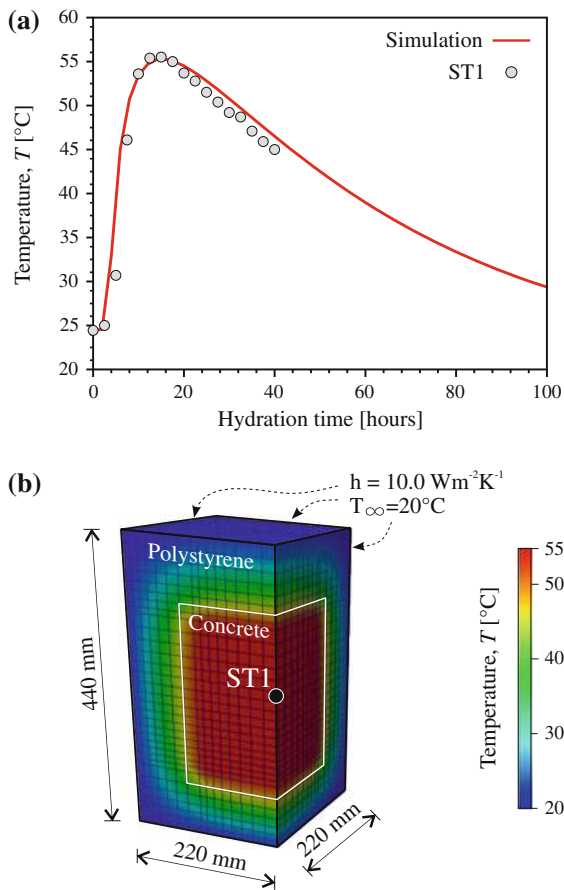 (a)
60
55
50
45
40
35
30
25
20
Temperature, T [°C]
Simulation
ST1
0
20
40
60
80
100
Hydration time [hours]
(b)
h = 10.0 Wm⁻²K⁻¹
T∞=20°C
Polystyrene
Concrete
ST1
440 mm
220 mm
220 mm
Temperature, T [°C]
55
50
40
30
20